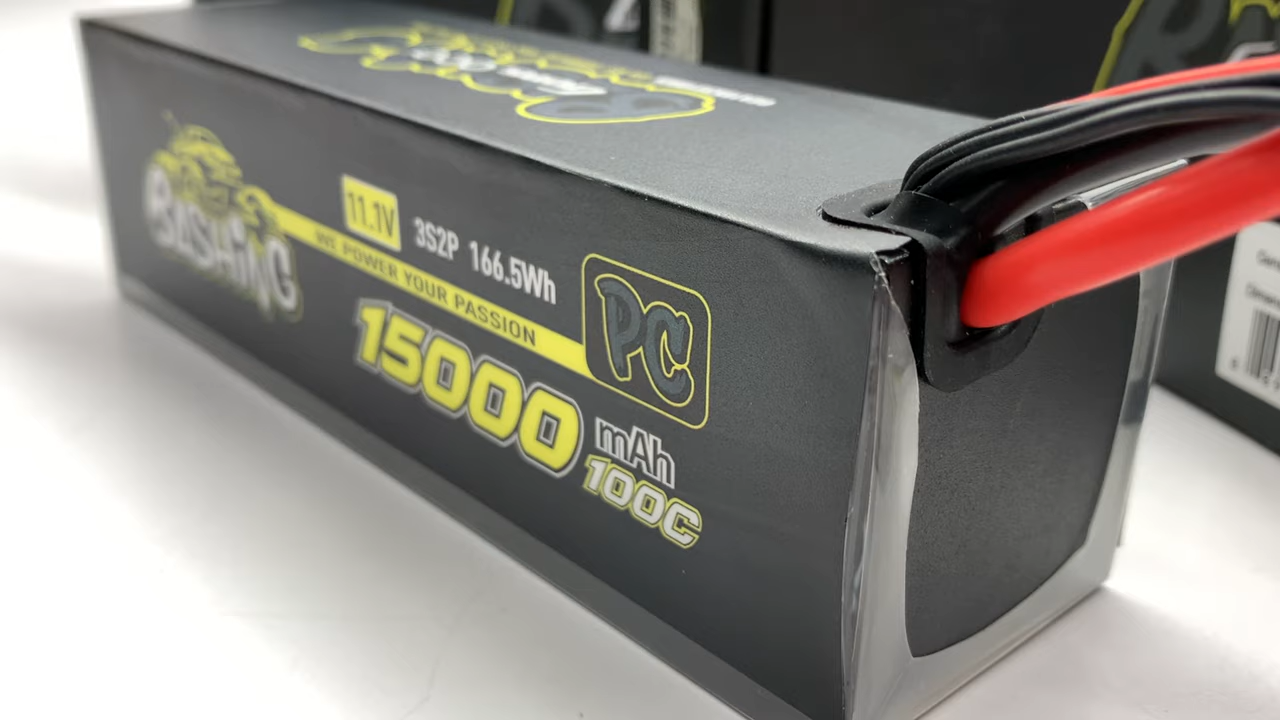 BASHING
11.1V
3S2P 166.5Wh
WE POWER YOUR PASSION
PC
15000
mAh
100C